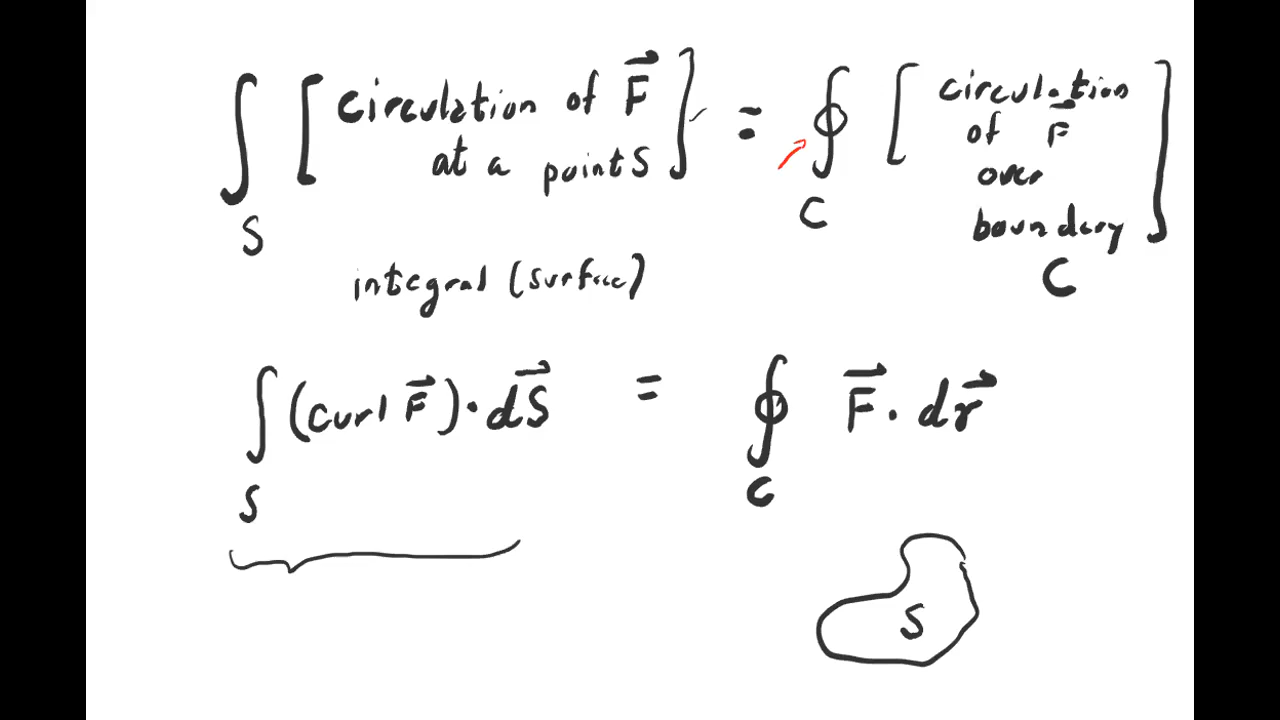 ∫ [ circulation of F⃗ ] = ∮ [ circulation
at a point S of F⃗
S C over
boundary
integral (surface) C
∫ (curl F⃗) · dS⃗ = ∮ F⃗ · dr⃗
S C
S